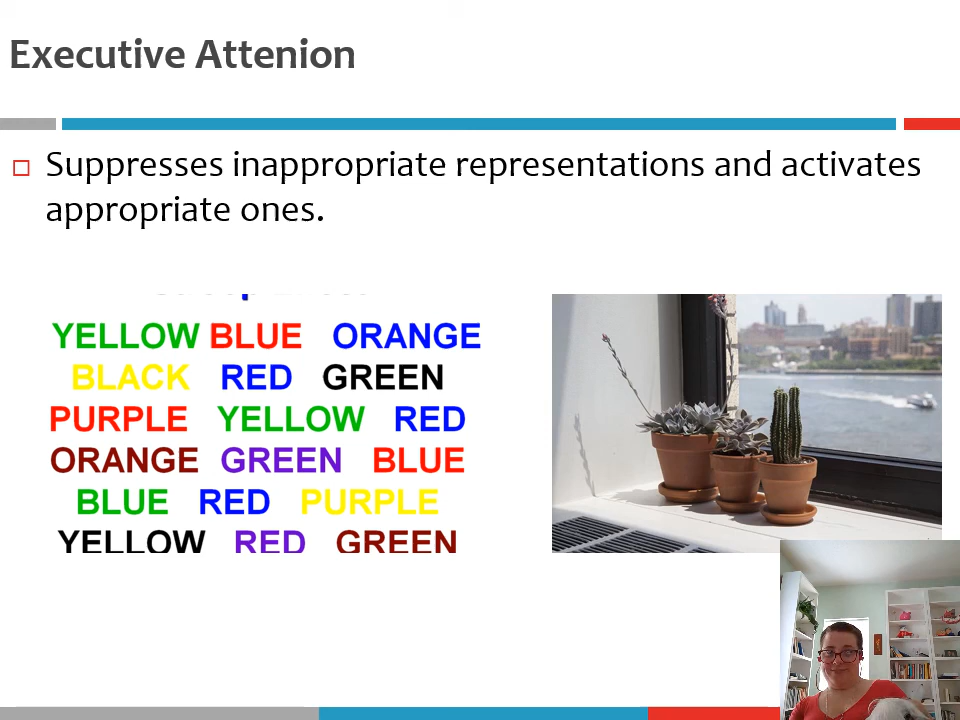 Executive Attenion
Suppresses inappropriate representations and activates
appropriate ones.
YELLOW BLUE ORANGE
BLACK RED GREEN
PURPLE YELLOW RED
ORANGE GREEN BLUE
BLUE RED PURPLE
YELLOW RED GREEN